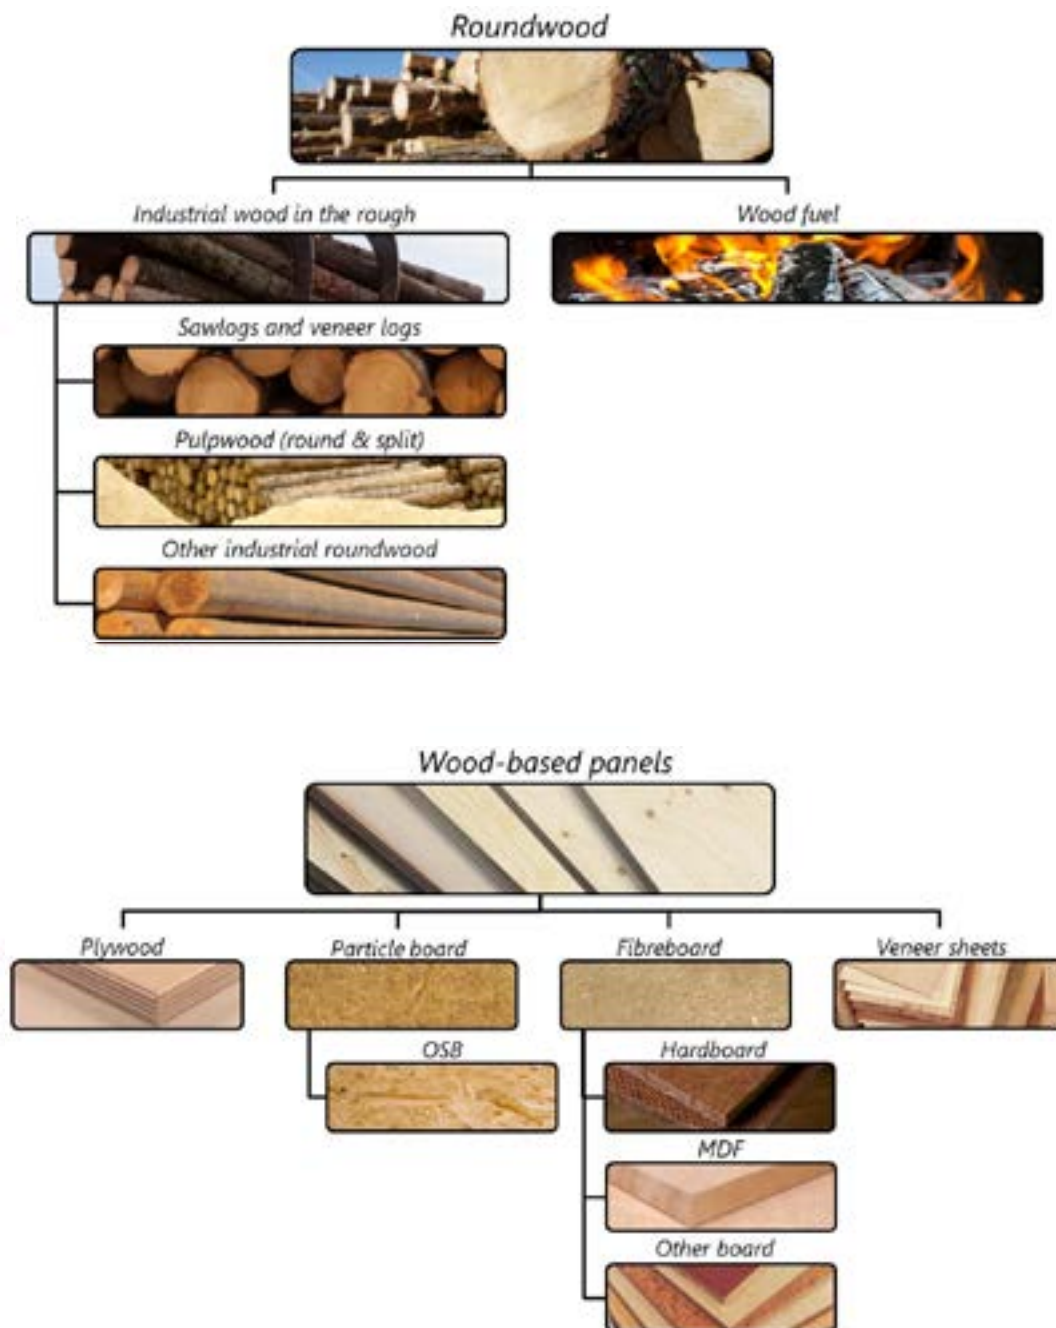 Roundwood
Industrial wood in the rough
Wood fuel
Sawlogs and veneer logs
Pulpwood (round & split)
Other industrial roundwood
Wood-based panels
Plywood
Particle board
Fibreboard
Veneer sheets
OSB
Hardboard
MDF
Other board